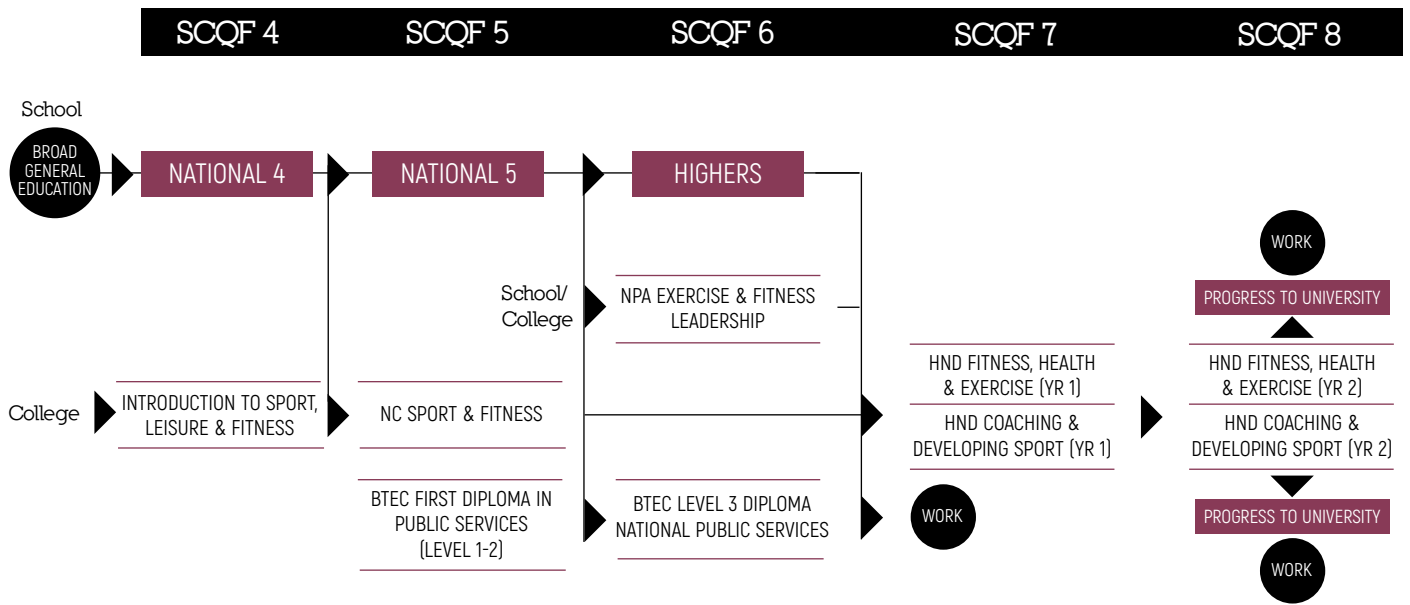 SCQF 4
SCQF 5
SCQF 6
SCQF 7
SCQF 8
School
BROAD
GENERAL
EDUCATION
NATIONAL 4
NATIONAL 5
HIGHERS
WORK
PROGRESS TO UNIVERSITY
School/
College
NPA EXERCISE & FITNESS
LEADERSHIP
College
INTRODUCTION TO SPORT,
LEISURE & FITNESS
NC SPORT & FITNESS
HND FITNESS, HEALTH
& EXERCISE (YR 1)
HND COACHING &
DEVELOPING SPORT (YR 1)
HND FITNESS, HEALTH
& EXERCISE (YR 2)
HND COACHING &
DEVELOPING SPORT (YR 2)
BTEC FIRST DIPLOMA IN
PUBLIC SERVICES
(LEVEL 1-2)
BTEC LEVEL 3 DIPLOMA
NATIONAL PUBLIC SERVICES
WORK
PROGRESS TO UNIVERSITY
WORK